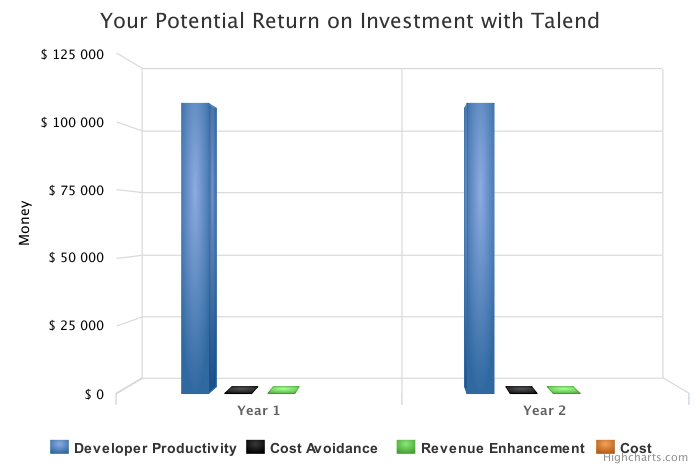 Your Potential Return on Investment with Talend
$ 125 000
$ 100 000
$ 75 000
$ 50 000
$ 25 000
$ 0
Money
Year 1 Year 2
Developer Productivity Cost Avoidance Revenue Enhancement Cost
Highcharts.com